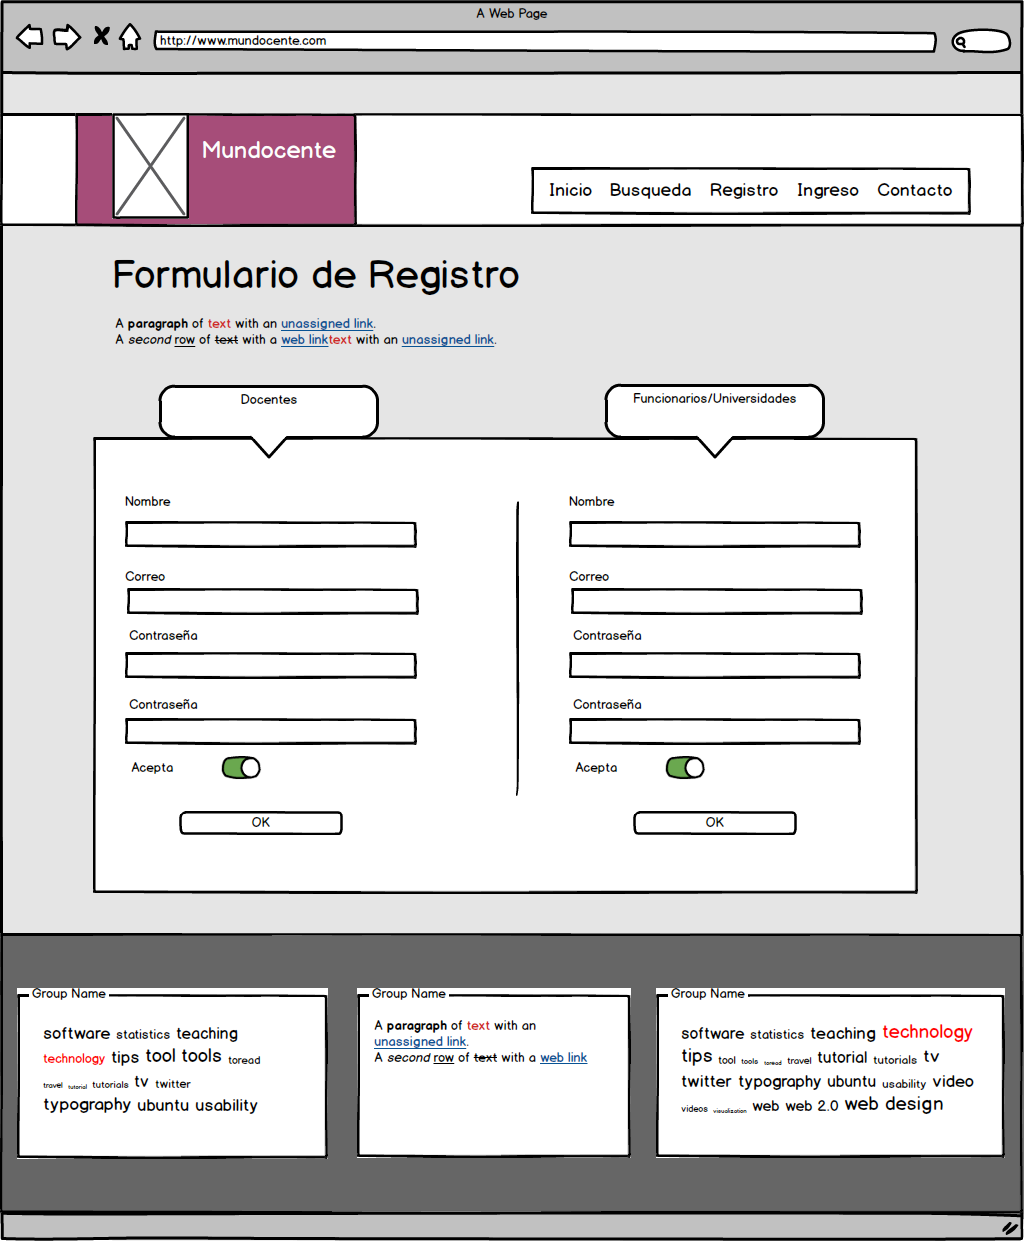 A Web Page
http://www.mundocente.com
Mundocente
Inicio Busqueda Registro Ingreso Contacto
Formulario de Registro
A paragraph of text with an unassigned link.
A second row of text with a web linktext with an unassigned link.
Docentes
Funcionarios/Universidades
Nombre
Correo
Contraseña
Contraseña
Acepta
OK
Nombre
Correo
Contraseña
Contraseña
Acepta
OK
Group Name
software statistics teaching
technology tips tool tools toread
travel tutorial tutorials tv twitter
typography ubuntu usability
Group Name
A paragraph of text with an
unassigned link.
A second row of text with a web link
Group Name
software statistics teaching technology
tips tool tools toread travel tutorial tutorials tv
twitter typography ubuntu usability video
videos visualization web web 2.0 web design